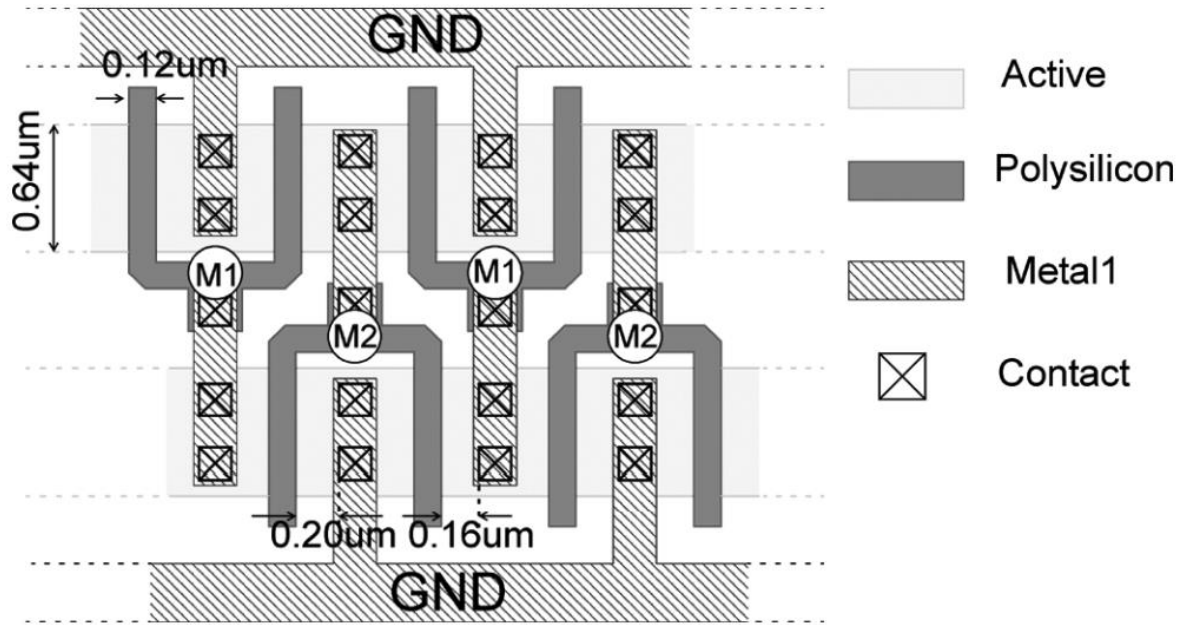 GND
0.12um
0.64um
M1
M1
M2
M2
0.20um
0.16um
GND
Active
Polysilicon
Metal1
Contact